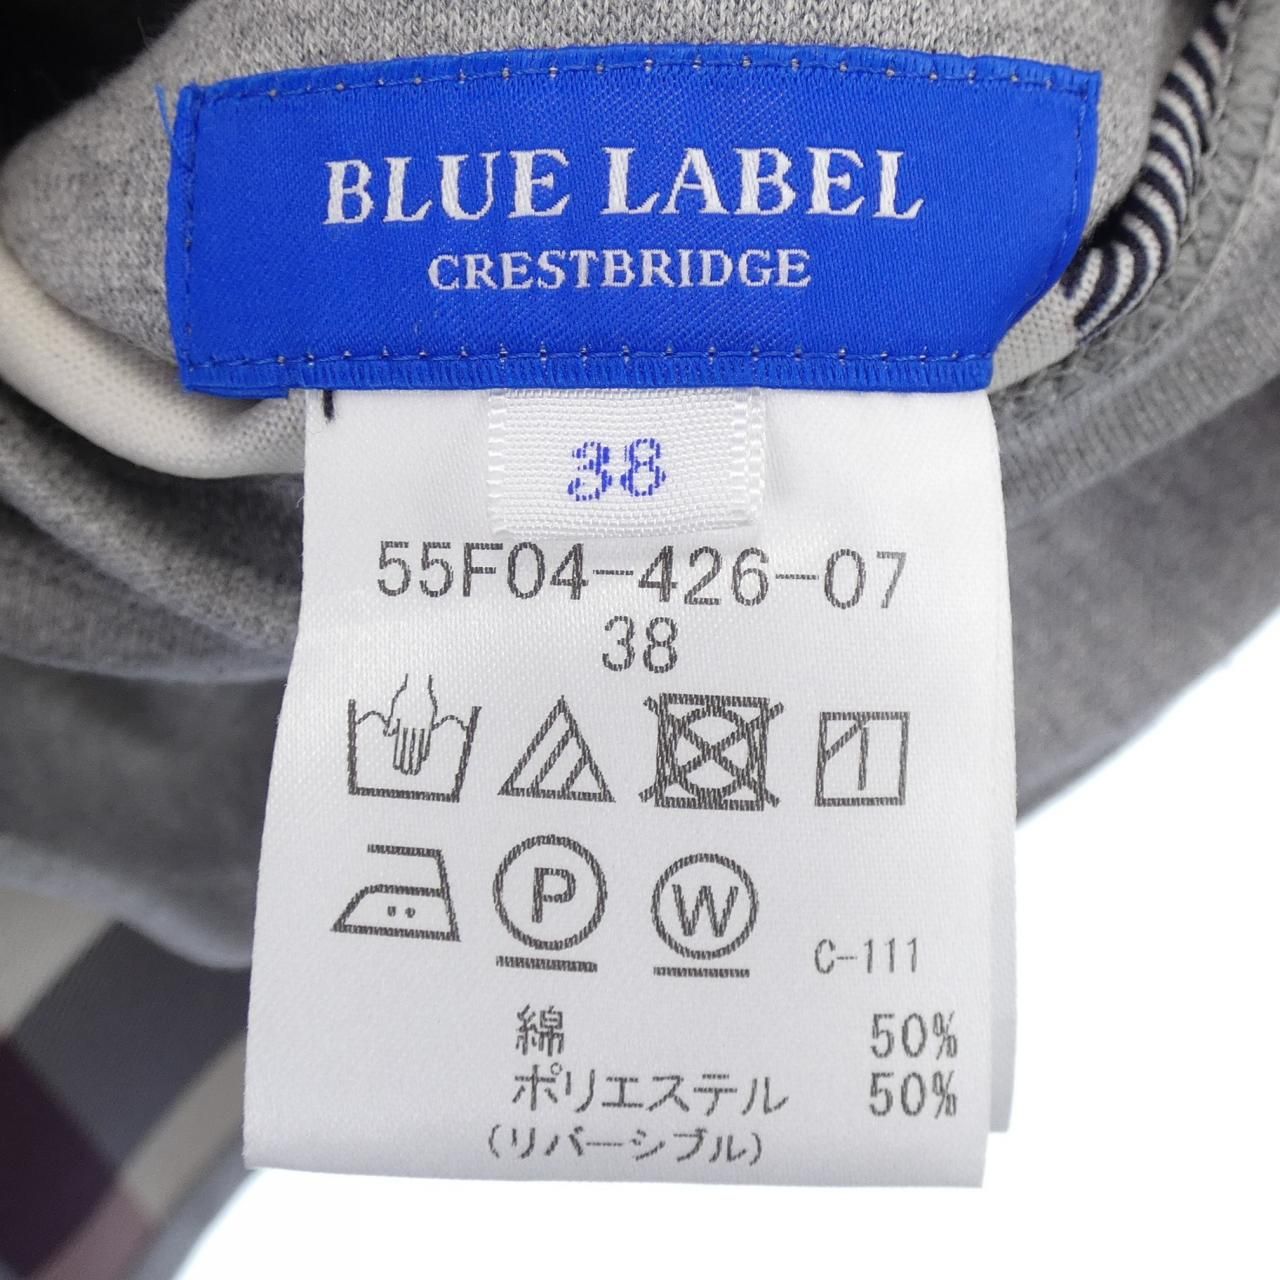 BLUE LABEL
CRESTBRIDGE
38
55F04-426-07
38
P W
C-111
綿 50%
ポリエステル 50%
(リバーシブル)